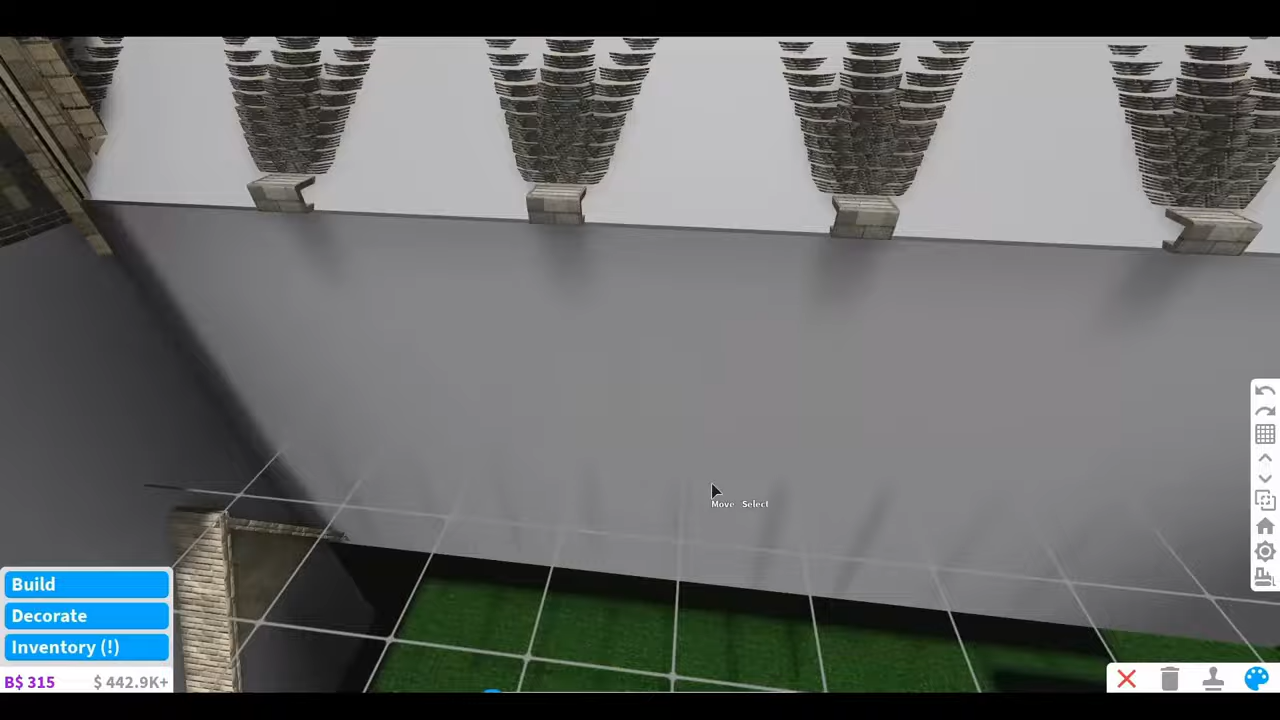 Move Select
Build
Decorate
Inventory (!)
B$ 315 $ 442.9K+